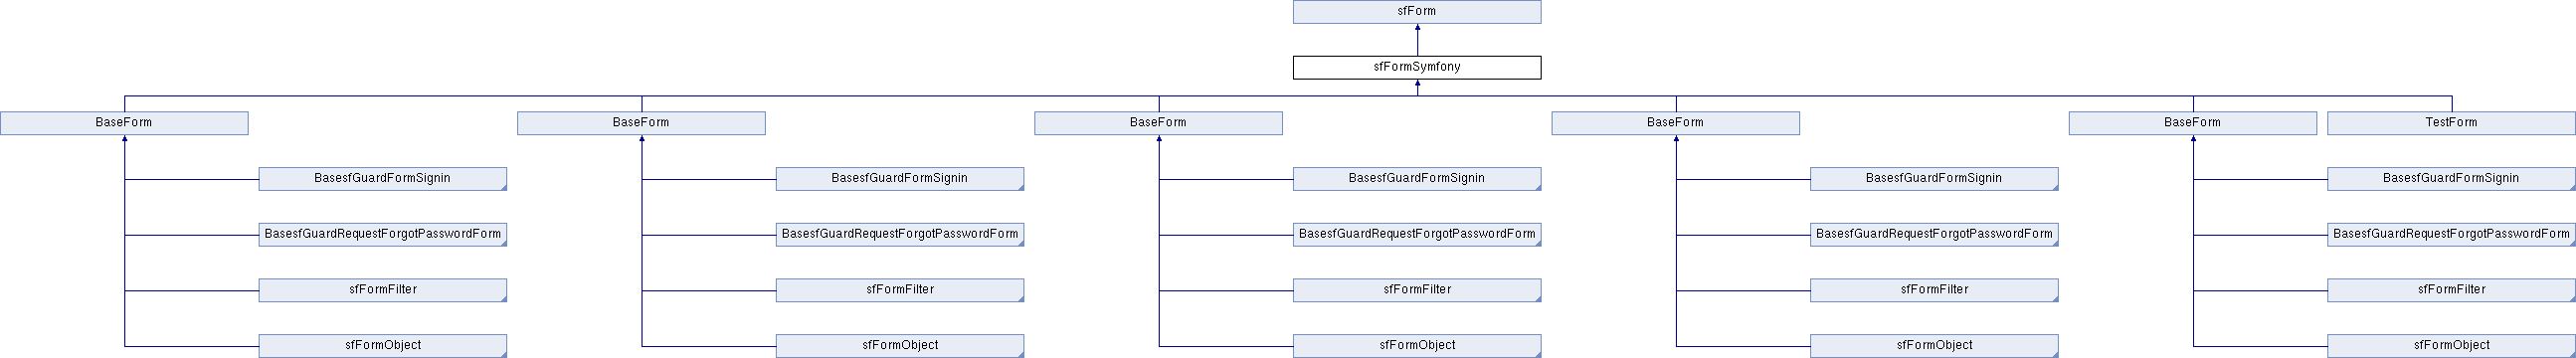 sfForm
sfFormSymfony
BaseForm BaseForm BaseForm BaseForm BaseForm TestForm
BasesfGuardFormSignin BasesfGuardFormSignin BasesfGuardFormSignin BasesfGuardFormSignin BasesfGuardFormSignin
BasesfGuardRequestForgotPasswordForm BasesfGuardRequestForgotPasswordForm BasesfGuardRequestForgotPasswordForm BasesfGuardRequestForgotPasswordForm BasesfGuardRequestForgotPasswordForm
sfFormFilter sfFormFilter sfFormFilter sfFormFilter sfFormFilter
sfFormObject sfFormObject sfFormObject sfFormObject sfFormObject